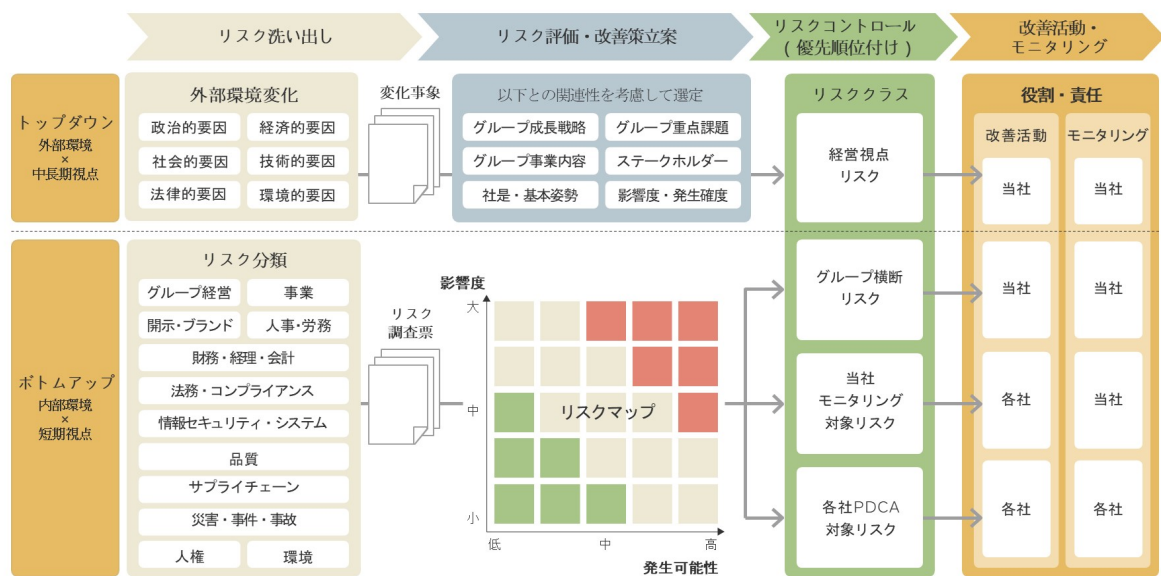 リスク洗い出し
リスク評価・改善策立案
リスクコントロール
(優先順位付け)
改善活動・
モニタリング
トップダウン
外部環境
×
中長期視点
外部環境変化
政治的要因
経済的要因
社会的要因
技術的要因
法律的要因
環境的要因
変化事象
以下との関連性を考慮して選定
グループ成長戦略
グループ重点課題
グループ事業内容
ステークホルダー
社是・基本姿勢
影響度・発生確度
リスククラス
経営視点
リスク
役割・責任
改善活動
モニタリング
当社
当社
ボトムアップ
内部環境
×
短期視点
リスク分類
グループ経営
事業
開示・ブランド
人事・労務
財務・経理・会計
法務・コンプライアンス
情報セキュリティ・システム
品質
サプライチェーン
災害・事件・事故
人権
環境
リスク
調査票
影響度
大
中
小
リスクマップ
低
中
高
発生可能性
グループ横断
リスク
当社
当社
当社
モニタリング
対象リスク
各社
当社
各社PDCA
対象リスク
各社
各社